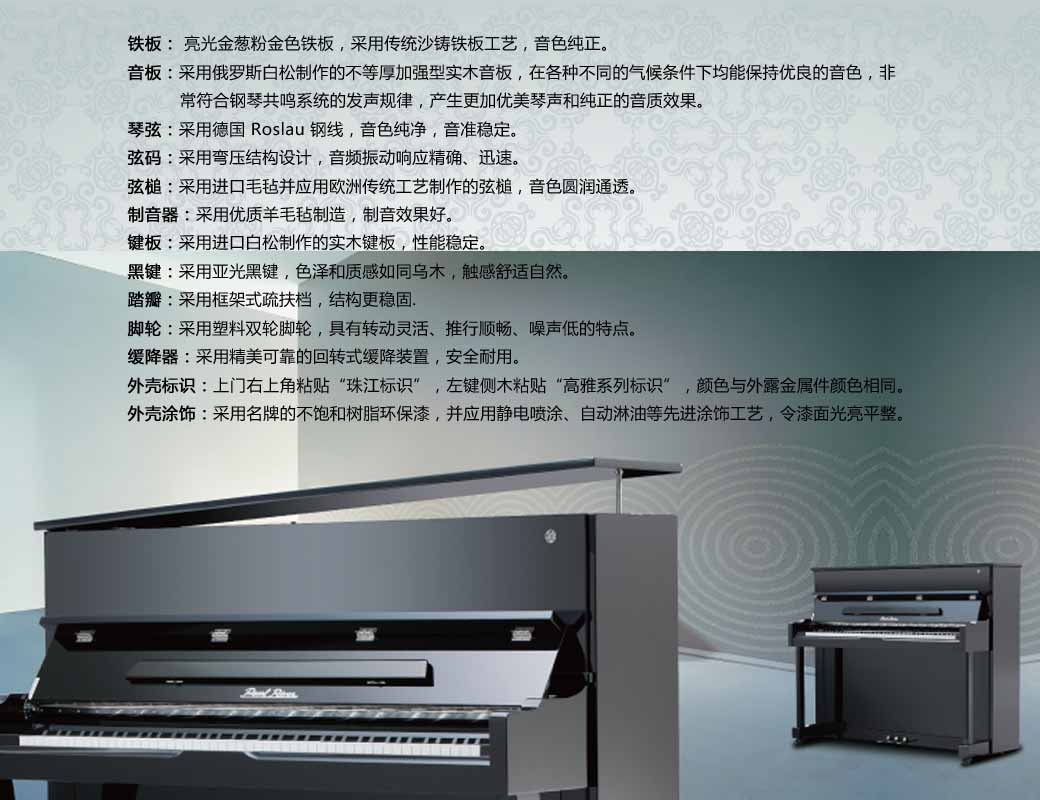 铁板： 亮光金葱粉金色铁板，采用传统沙铸铁板工艺，音色纯正。
音板：采用俄罗斯白松制作的不等厚加强型实木音板，在各种不同的气候条件下均能保持优良的音色，非
常符合钢琴共鸣系统的发声规律，产生更加优美琴声和纯正的音质效果。
琴弦：采用德国 Roslau 钢线，音色纯净，音准稳定。
弦码：采用弯压结构设计，音频振动响应精确、迅速。
弦槌：采用进口毛毡并应用欧洲传统工艺制作的弦槌，音色圆润通透。
制音器：采用优质羊毛毡制造，制音效果好。
键板：采用进口白松制作的实木键板，性能稳定。
黑键：采用亚光黑键，色泽和质感如同乌木，触感舒适自然。
踏瓣：采用框架式疏扶档，结构更稳固.
脚轮：采用塑料双轮脚轮，具有转动灵活、推行顺畅、噪声低的特点。
缓降器：采用精美可靠的回转式缓降装置，安全耐用。
外壳标识：上门右上角粘贴“珠江标识”，左键侧木粘贴“高雅系列标识”，颜色与外露金属件颜色相同。
外壳涂饰：采用名牌的不饱和树脂环保漆，并应用静电喷涂、自动淋油等先进涂饰工艺，令漆面光亮平整。
Pearl River